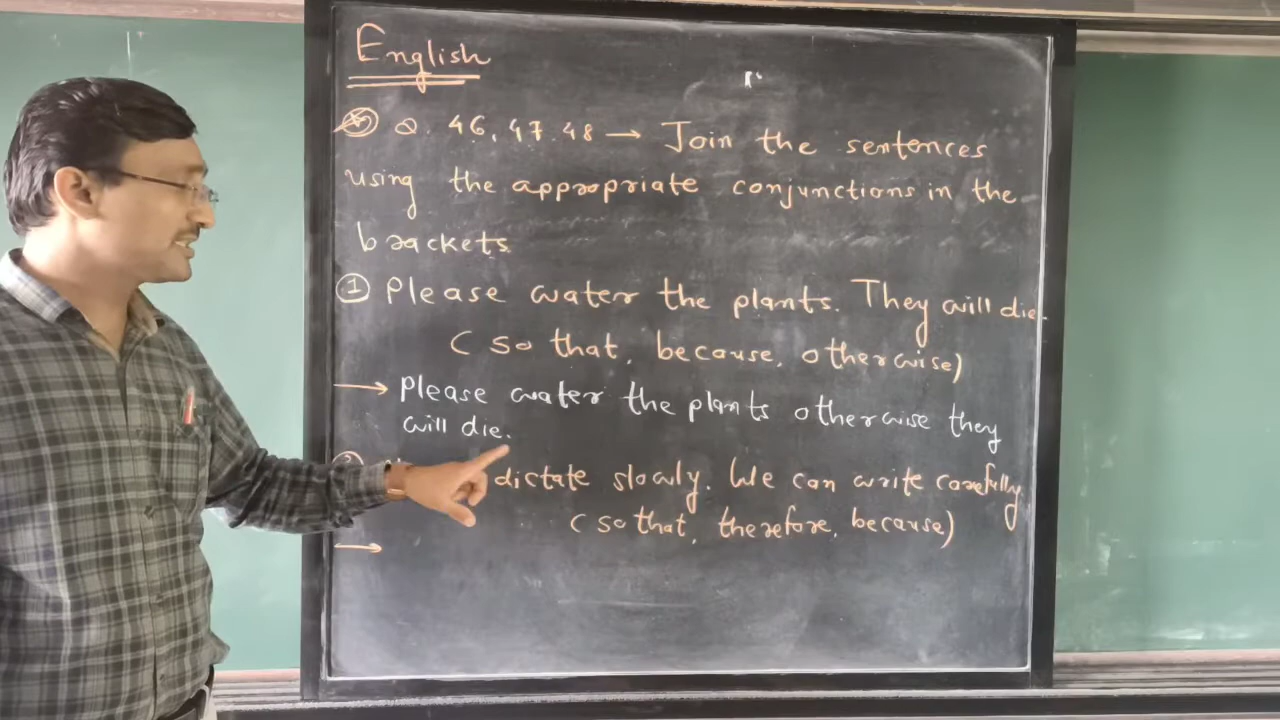 English
Q. 46, 47. 48 → Join the sentences
using the appropriate conjunctions in the
brackets
① Please water the plants. They will die.
(so that, because, otherwise)
→ Please water the plants otherwise they
will die.
dictate slowly. We can write carefully
(so that, therefore, because)
→